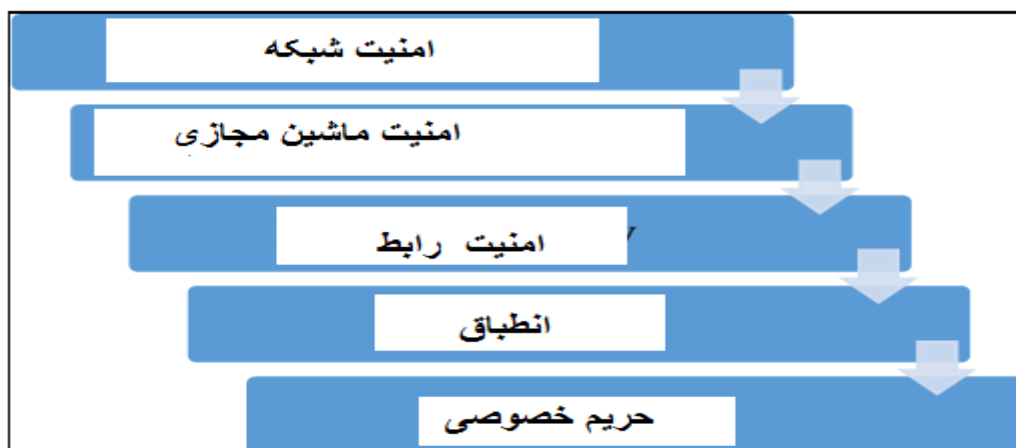 امنیت شبکه
امنیت ماشین مجازی
امنیت رابط
انطباق
حریم خصوصی